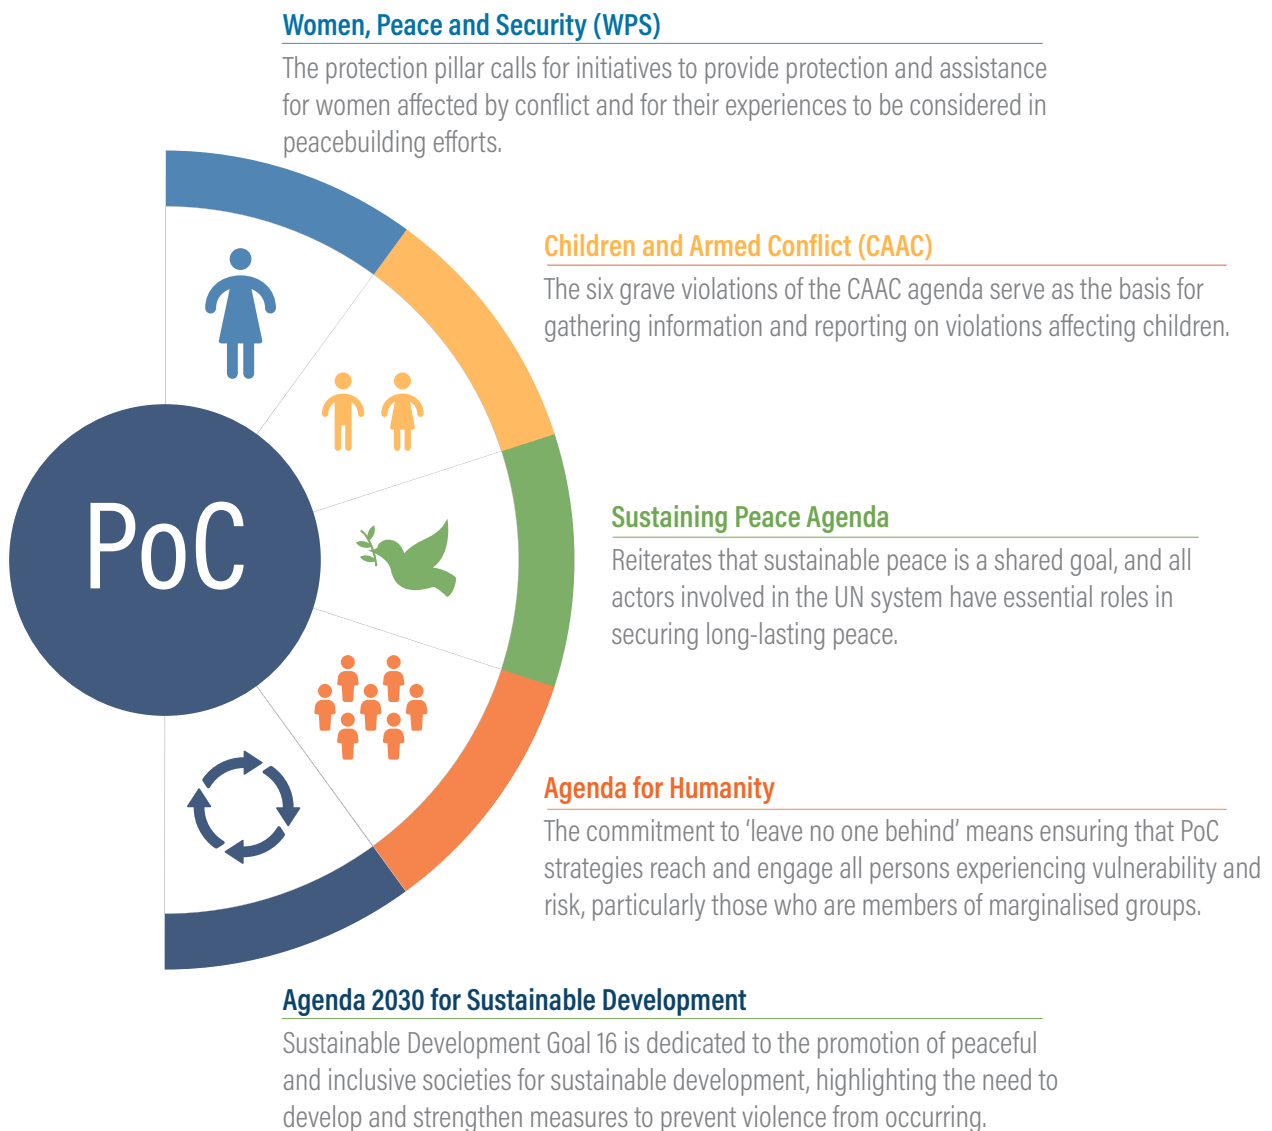 Women, Peace and Security (WPS)
The protection pillar calls for initiatives to provide protection and assistance
for women affected by conflict and for their experiences to be considered in
peacebuilding efforts.
Children and Armed Conflict (CAAC)
The six grave violations of the CAAC agenda serve as the basis for
gathering information and reporting on violations affecting children.
PoC
Sustaining Peace Agenda
Reiterates that sustainable peace is a shared goal, and all
actors involved in the UN system have essential roles in
securing long-lasting peace.
Agenda for Humanity
The commitment to ‘leave no one behind’ means ensuring that PoC
strategies reach and engage all persons experiencing vulnerability and
risk, particularly those who are members of marginalised groups.
Agenda 2030 for Sustainable Development
Sustainable Development Goal 16 is dedicated to the promotion of peaceful
and inclusive societies for sustainable development, highlighting the need to
develop and strengthen measures to prevent violence from occurring.